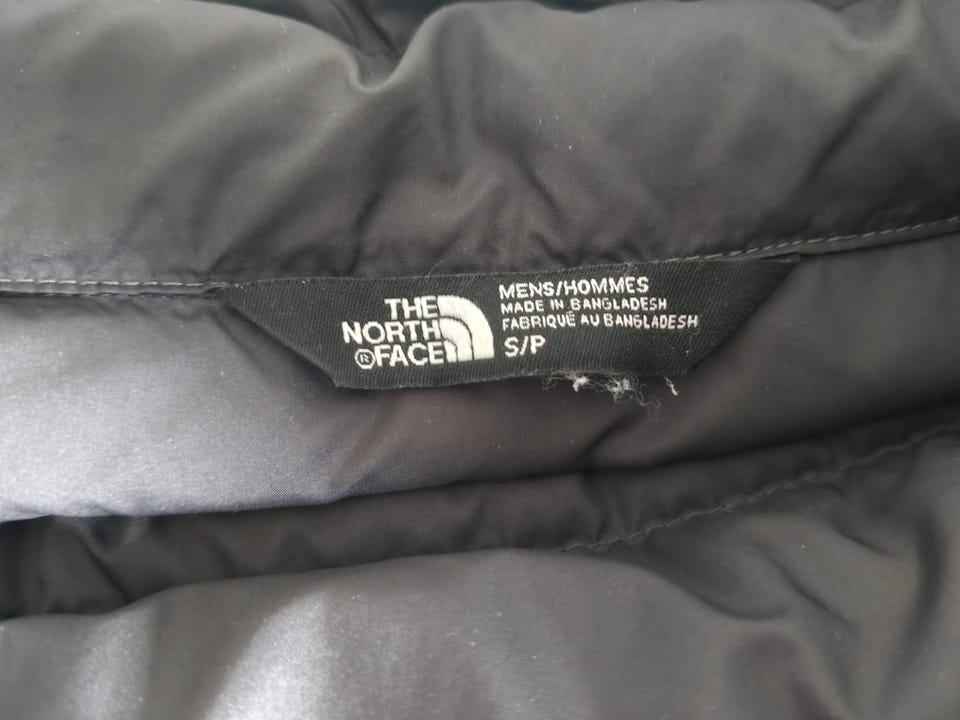 THE
NORTH
®FACE
MENS/HOMMES
MADE IN BANGLADESH
FABRIQUÉ AU BANGLADESH
S/P